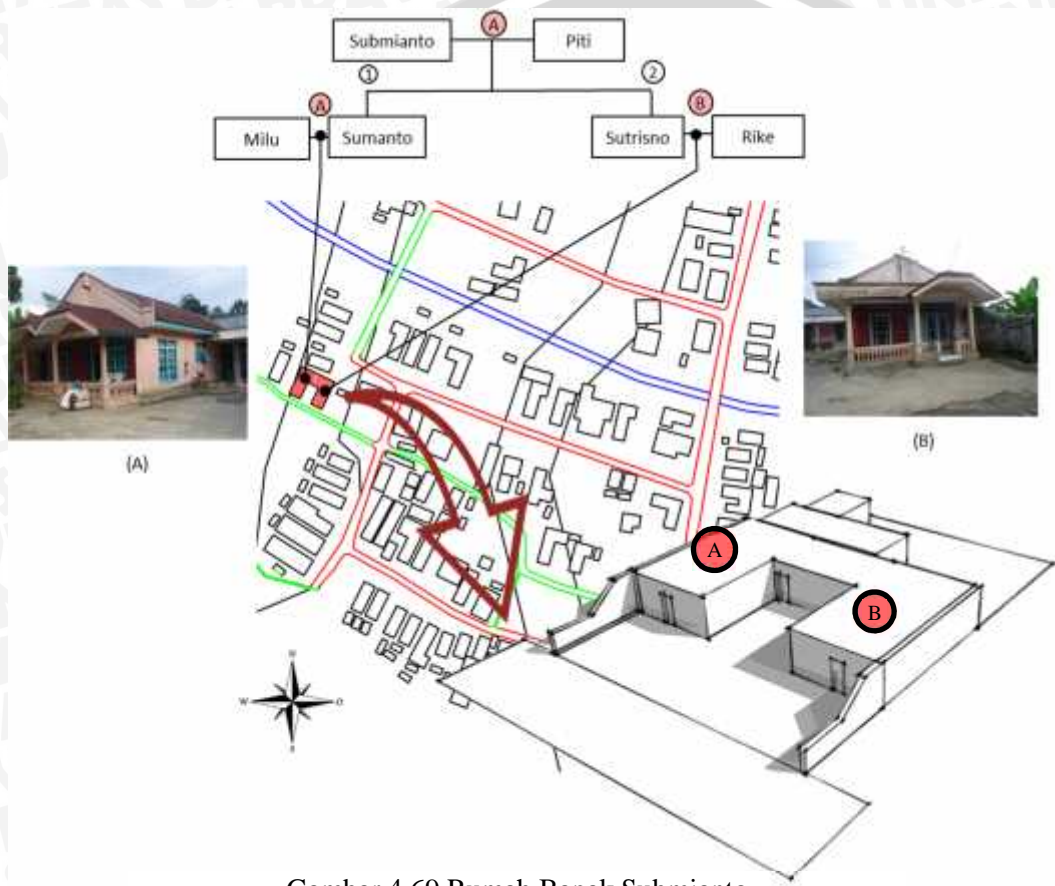 A
Submianto
Piti
1
2
A
B
Milu
Sumanto
Sutrisno
Rike
(A)
(B)
A
B
W
Gambar 4.69 Rumah Bapak Submianto